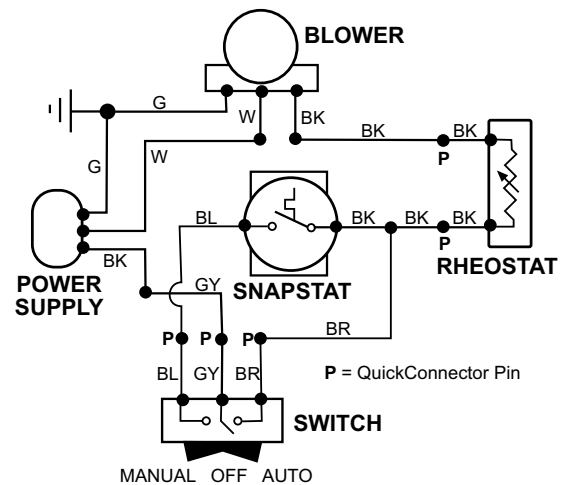 BLOWER
G
W
BK
BK
BK
P
G
W
BK
POWER
SUPPLY
BL
SNAPSTAT
BK
BK
BK
P
RHEOSTAT
GY
BR
P
P
P
BL
GY
BR
P = QuickConnector Pin
SWITCH
MANUAL OFF AUTO